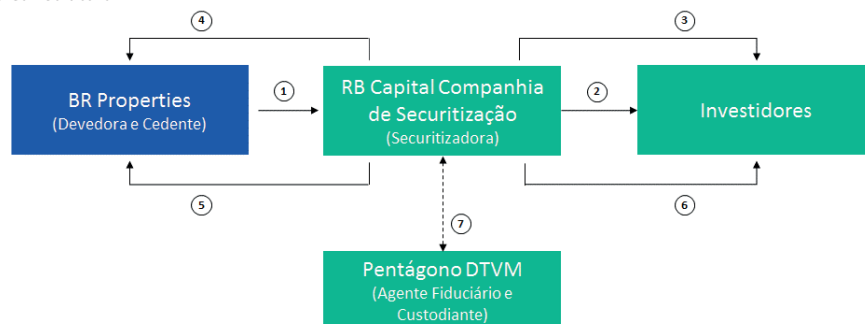 4
3
BR Properties
(Devedora e Cedente)
1
RB Capital Companhia
de Securitização
(Securitizadora)
2
Investidores
5
6
7
Pentágono DTVM
(Agente Fiduciário e
Custodiante)